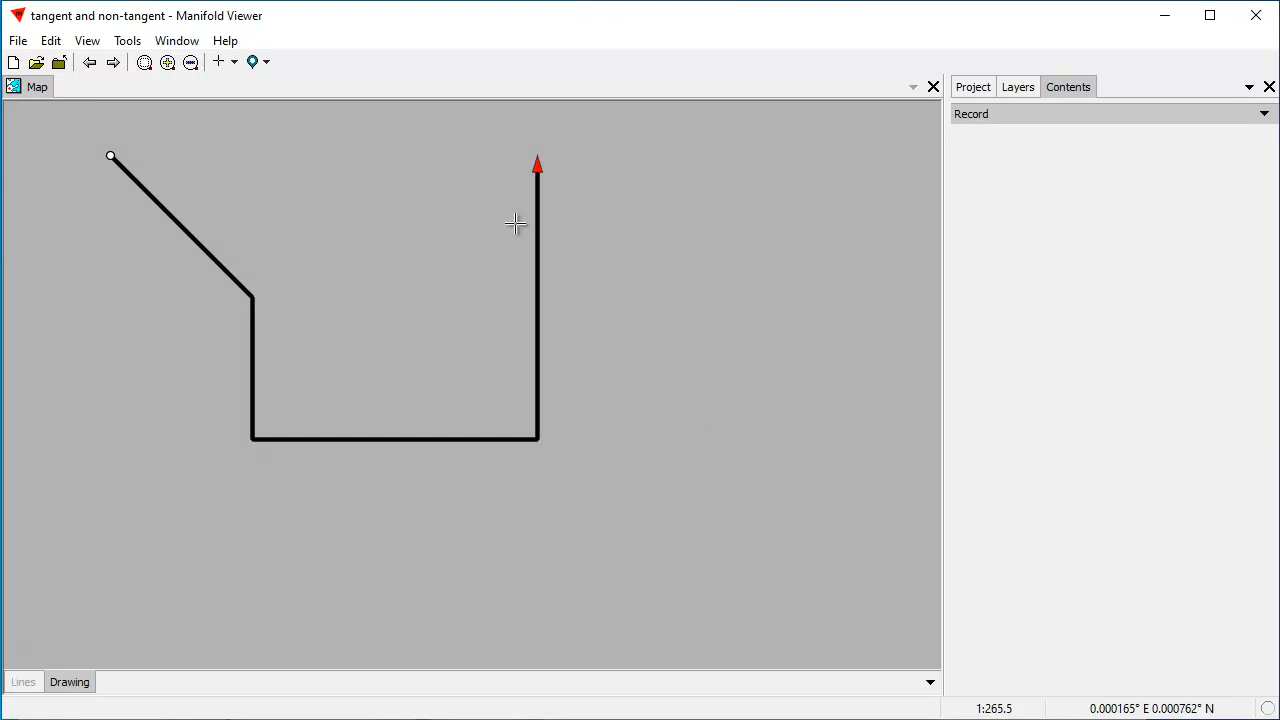 tangent and non-tangent - Manifold Viewer
File Edit View Tools Window Help
Map
Project Layers Contents
Record
Lines Drawing
1:265.5 0.000165° E 0.000762° N